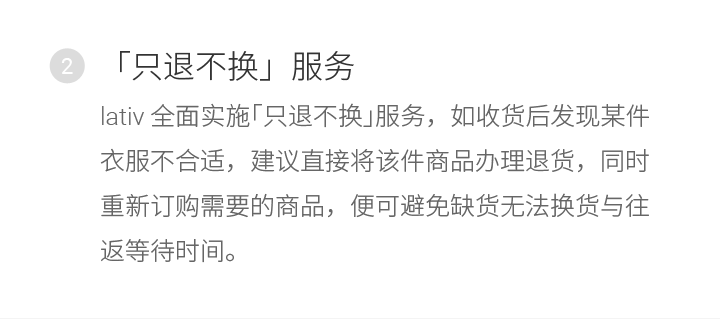 2 「只退不换」服务
lativ 全面实施「只退不换」服务，如收货后发现某件
衣服不合适，建议直接将该件商品办理退货，同时
重新订购需要的商品，便可避免缺货无法换货与往
返等待时间。